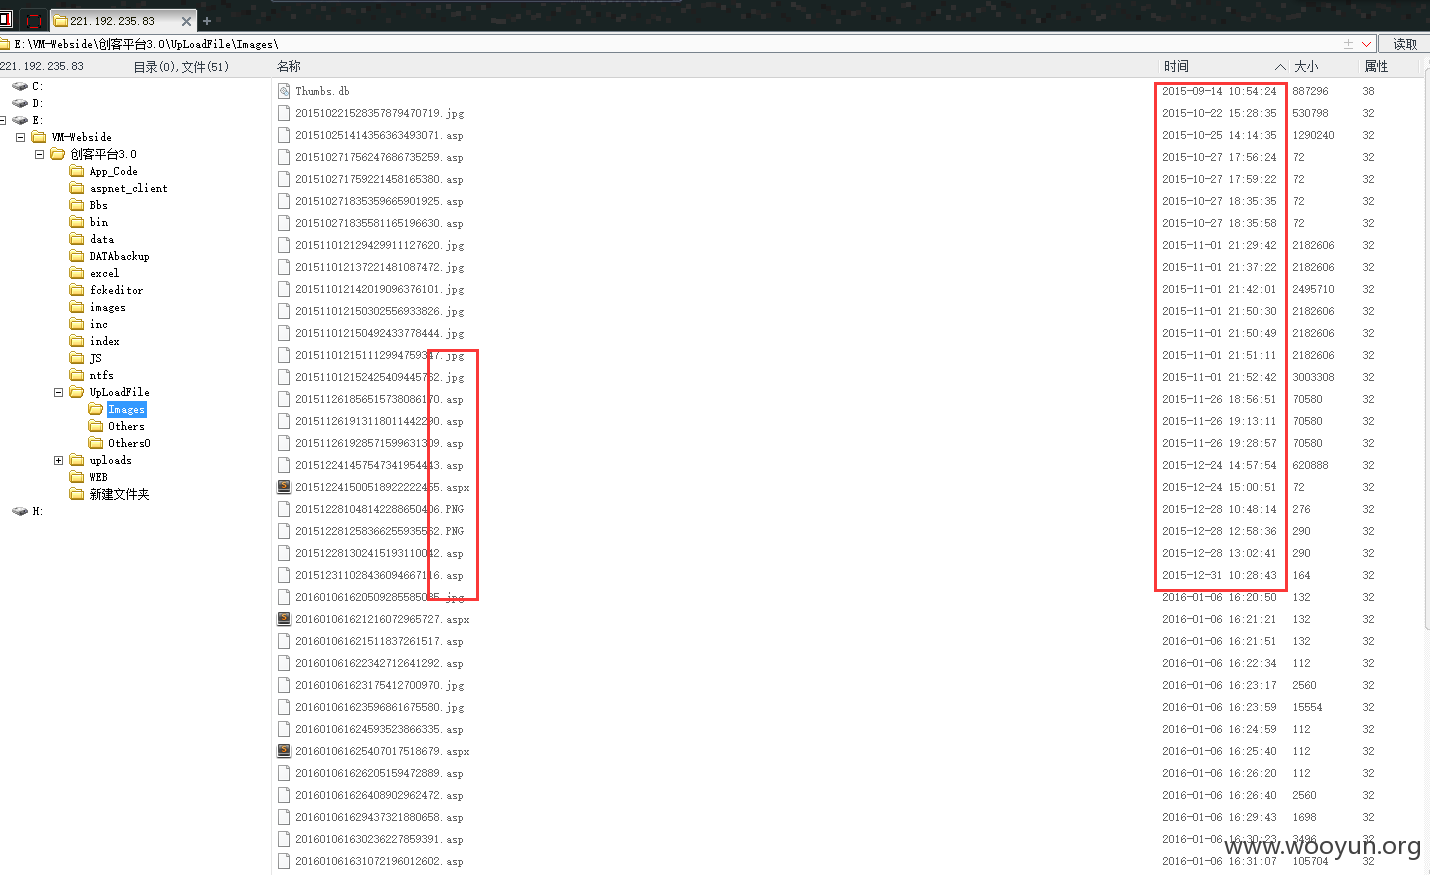 221.192.235.83
E:\VM-Webside\创客平台3.0\UpLoadFile\Images\
读取
221.192.235.83 目录(0),文件(51) 名称 时间 大小 属性
C:
D:
E:
VM-Webside
创客平台3.0
App_Code
aspnet_client
Bbs
bin
data
DATAbackup
excel
fckeditor
images
inc
index
JS
ntfs
UpLoadFile
Images
Others
OthersO
uploads
WEB
新建文件夹
H:
Thumbs.db 2015-09-14 10:54:24 887296 38
201510221528357879470719.jpg 2015-10-22 15:28:35 530798 32
201510251414356363493071.asp 2015-10-25 14:14:35 1290240 32
201510271756247686735259.asp 2015-10-27 17:56:24 72 32
201510271759221458165380.asp 2015-10-27 17:59:22 72 32
201510271835359665901925.asp 2015-10-27 18:35:35 72 32
201510271835581165196630.asp 2015-10-27 18:35:58 72 32
201511012129429911127620.jpg 2015-11-01 21:29:42 2182606 32
201511012137221481087472.jpg 2015-11-01 21:37:22 2182606 32
201511012142019096376101.jpg 2015-11-01 21:42:01 2495710 32
201511012150302556933826.jpg 2015-11-01 21:50:30 2182606 32
201511012150492433778444.jpg 2015-11-01 21:50:49 2182606 32
201511012151112994759347.jpg 2015-11-01 21:51:11 2182606 32
201511012152425409445762.jpg 2015-11-01 21:52:42 3003308 32
201511261856515738086170.asp 2015-11-26 18:56:51 70580 32
201511261913118011442290.asp 2015-11-26 19:13:11 70580 32
201511261928571599631309.asp 2015-11-26 19:28:57 70580 32
201512241457547341954443.asp 2015-12-24 14:57:54 620888 32
201512241500518922222455.aspx 2015-12-24 15:00:51 72 32
201512281048142288650406.PNG 2015-12-28 10:48:14 276 32
201512281258366255935562.PNG 2015-12-28 12:58:36 290 32
201512281302415193110042.asp 2015-12-28 13:02:41 290 32
201512311028436094667116.asp 2015-12-31 10:28:43 164 32
201601061620509285585085.jpg 2016-01-06 16:20:50 132 32
201601061621216072965727.aspx 2016-01-06 16:21:21 132 32
201601061621511837261517.asp 2016-01-06 16:21:51 132 32
201601061622342712641292.asp 2016-01-06 16:22:34 112 32
201601061623175412700970.jpg 2016-01-06 16:23:17 2560 32
201601061623596861675580.jpg 2016-01-06 16:23:59 15554 32
201601061624593523866335.asp 2016-01-06 16:24:59 112 32
201601061625407017518679.aspx 2016-01-06 16:25:40 112 32
201601061626205159472889.asp 2016-01-06 16:26:20 112 32
201601061626408902962472.asp 2016-01-06 16:26:40 2560 32
201601061629437321880658.asp 2016-01-06 16:29:43 1698 32
201601061630236227859391.asp 2016-01-06 16:30:23 3496 32
201601061631072196012602.asp 2016-01-06 16:31:07 105704 32
www.wooyun.org